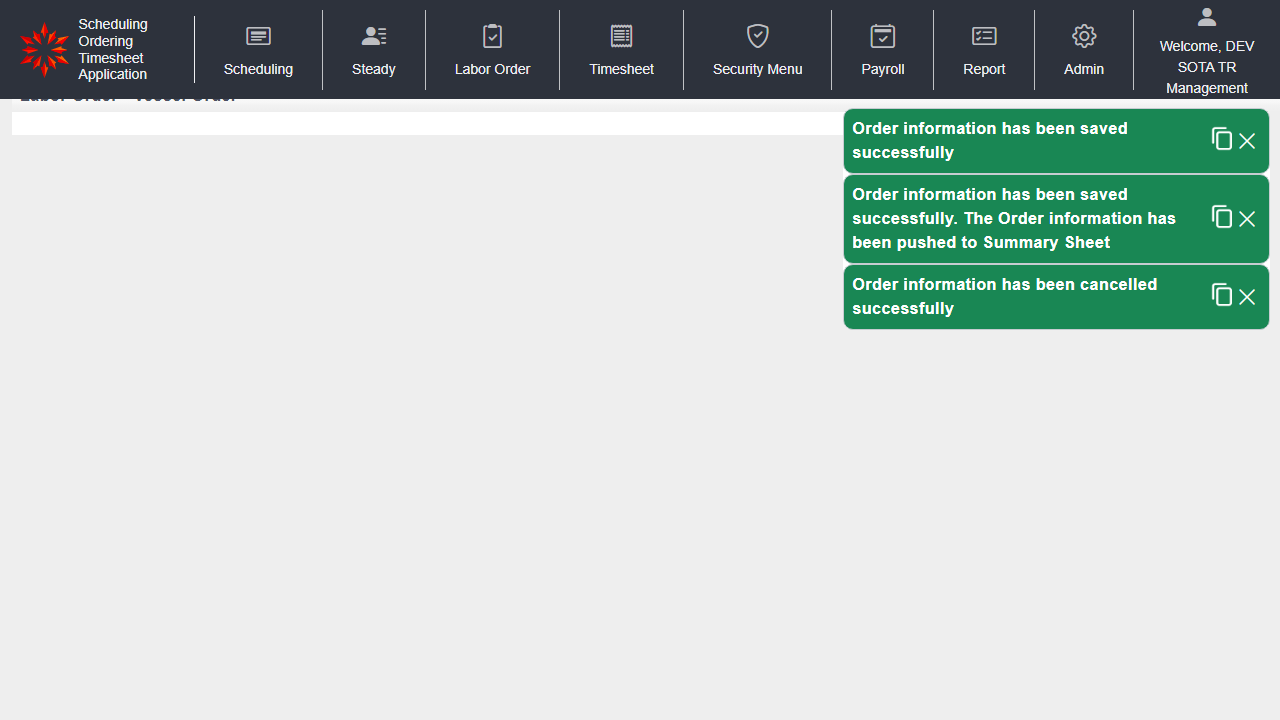 Scheduling
Ordering
Timesheet
Application
Scheduling
Steady
Labor Order
Timesheet
Security Menu
Payroll
Report
Admin
Welcome, DEV
SOTA TR
Management
Order information has been saved
successfully
Order information has been saved
successfully. The Order information has
been pushed to Summary Sheet
Order information has been cancelled
successfully